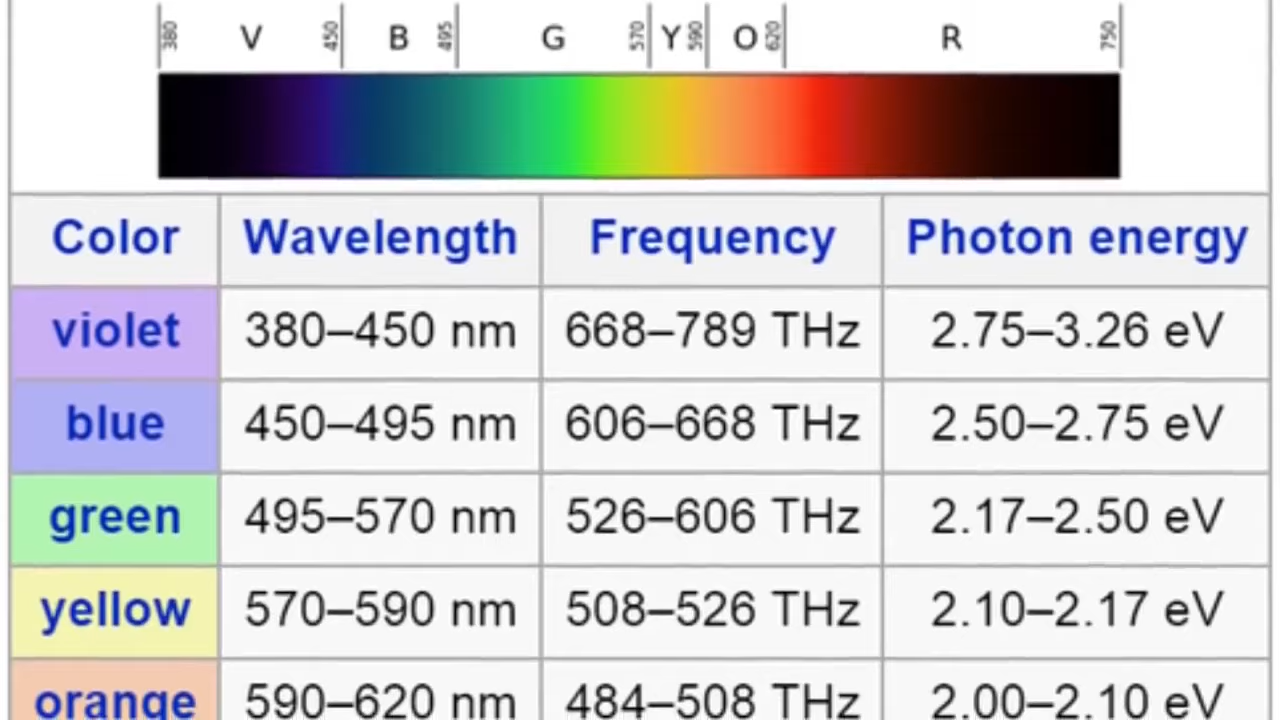 380 V 450 B 495 G 570 Y 590 O 620 R 750
Color Wavelength Frequency Photon energy
violet 380–450 nm 668–789 THz 2.75–3.26 eV
blue 450–495 nm 606–668 THz 2.50–2.75 eV
green 495–570 nm 526–606 THz 2.17–2.50 eV
yellow 570–590 nm 508–526 THz 2.10–2.17 eV
orange 590–620 nm 484–508 THz 2.00–2.10 eV